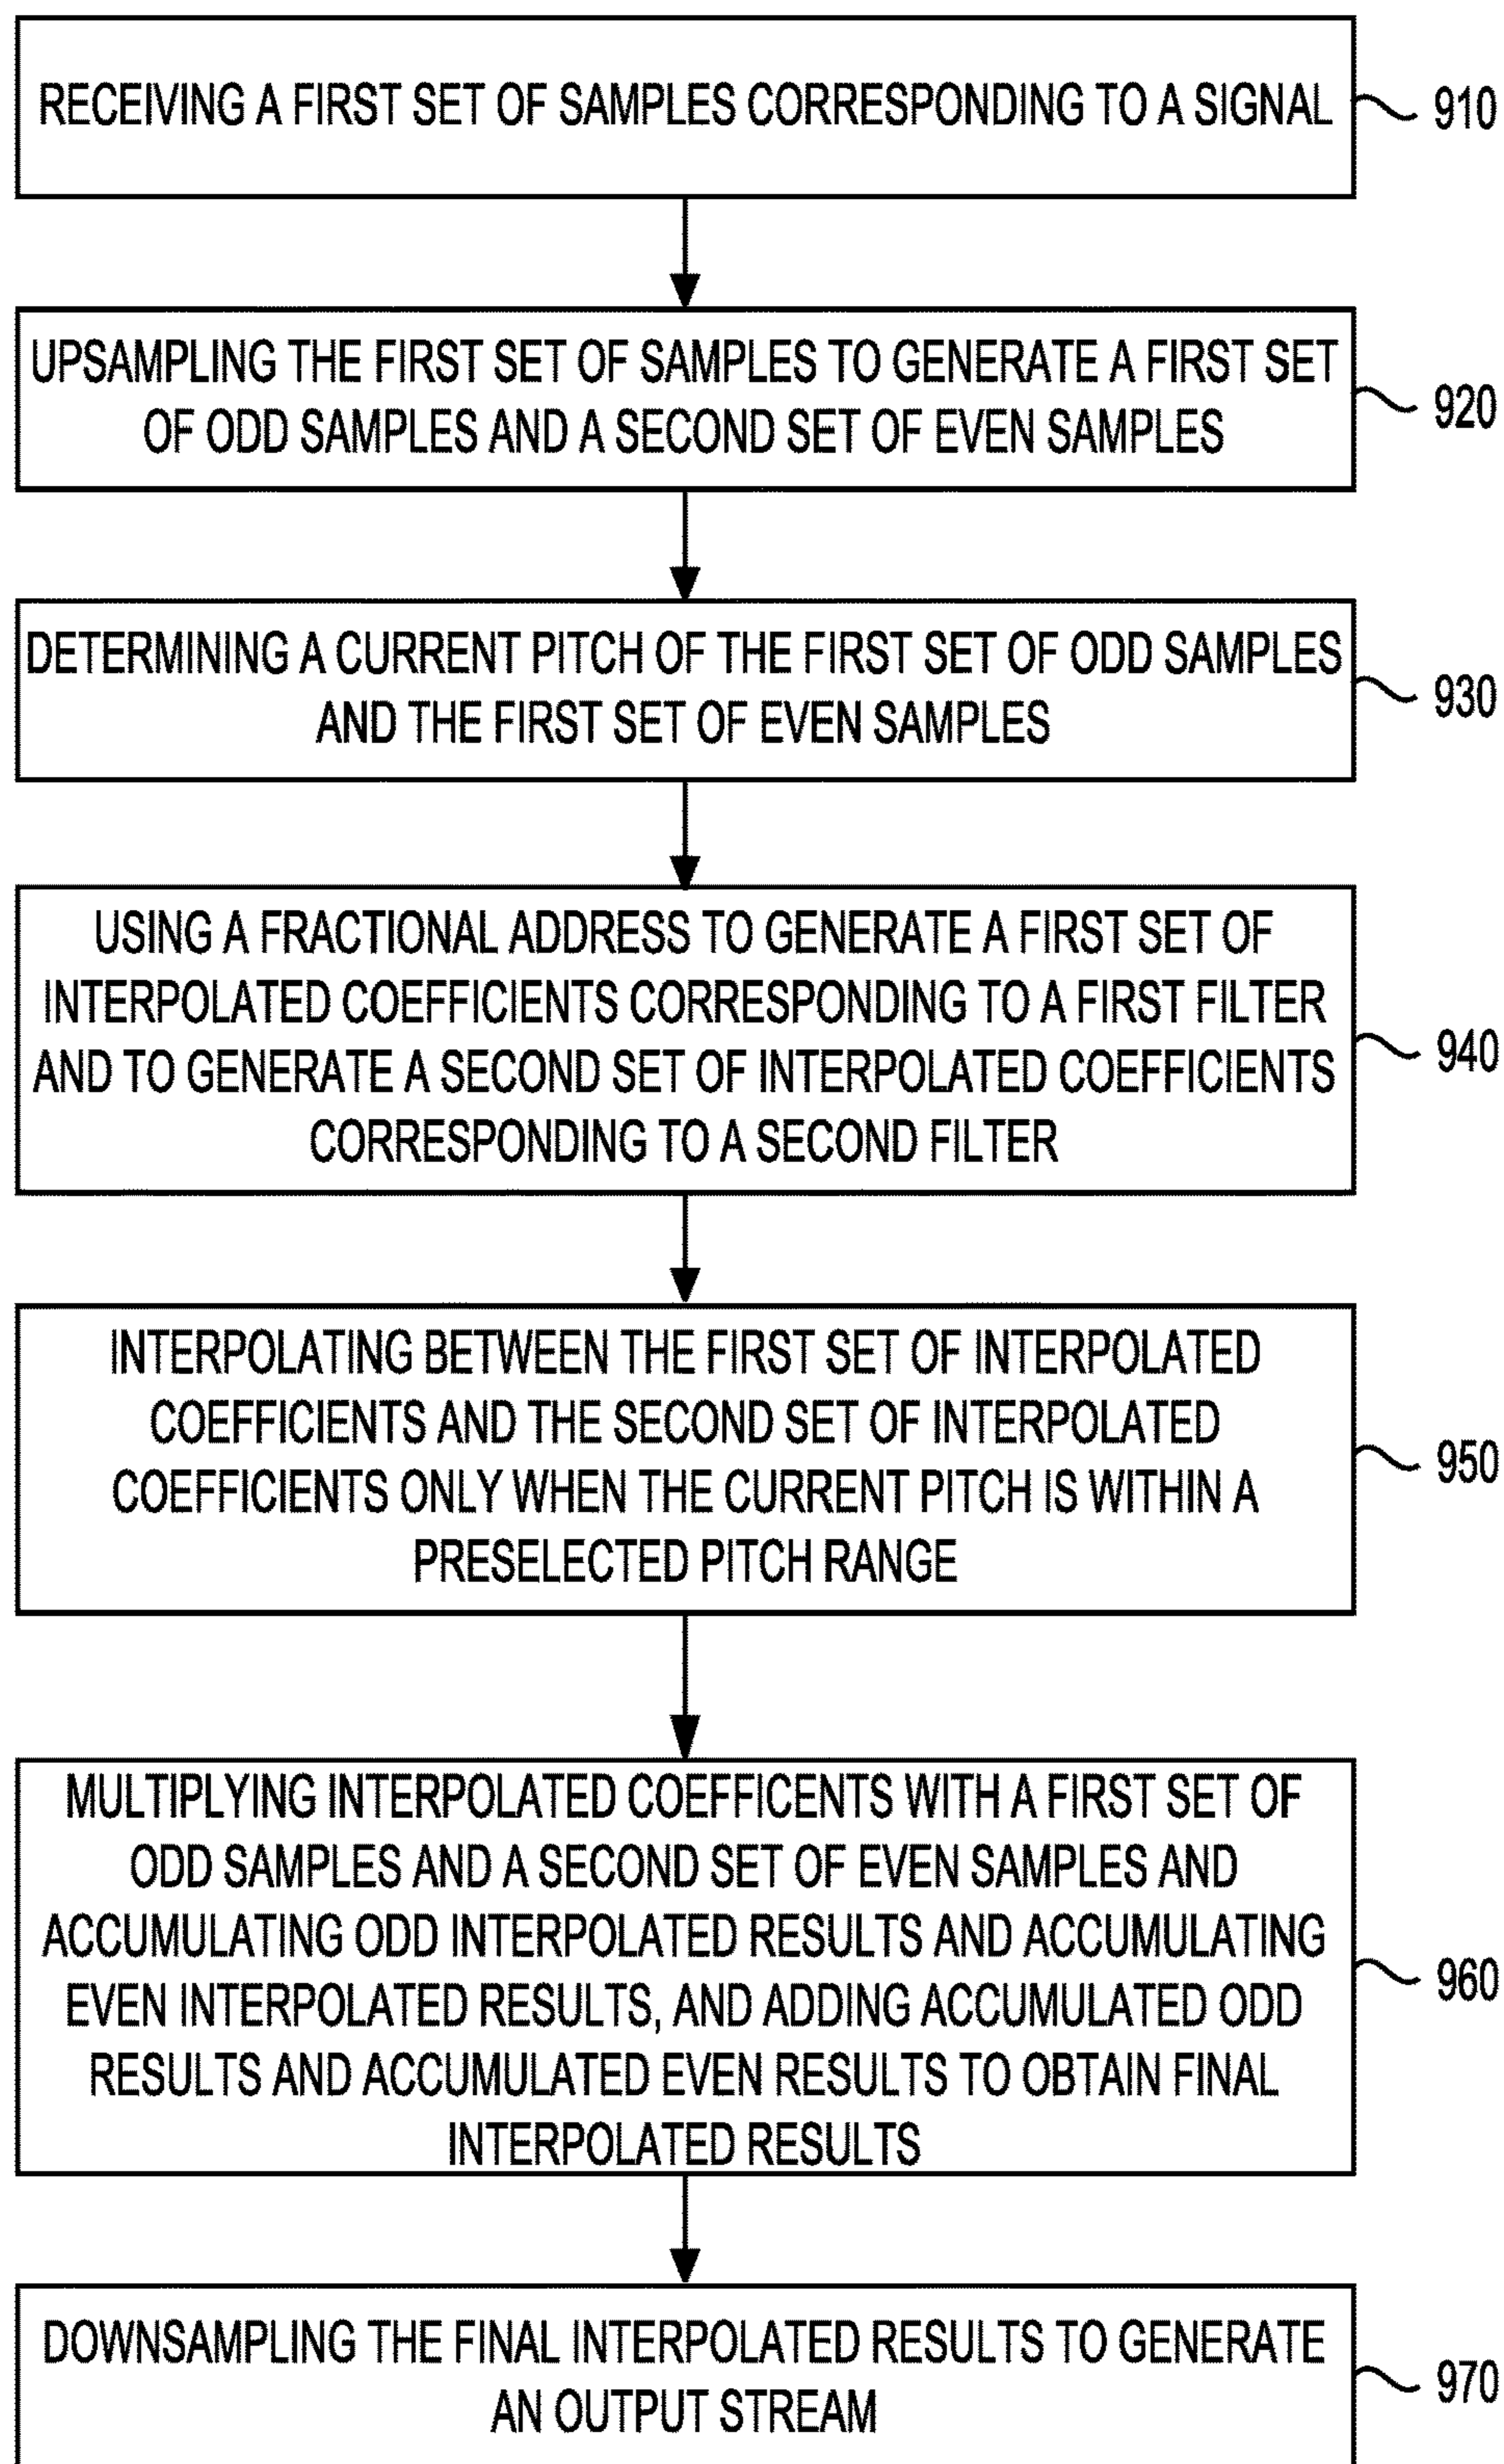 RECEIVING A FIRST SET OF SAMPLES CORRESPONDING TO A SIGNAL
910
UPSAMPLING THE FIRST SET OF SAMPLES TO GENERATE A FIRST SET
OF ODD SAMPLES AND A SECOND SET OF EVEN SAMPLES
920
DETERMINING A CURRENT PITCH OF THE FIRST SET OF ODD SAMPLES
AND THE FIRST SET OF EVEN SAMPLES
930
USING A FRACTIONAL ADDRESS TO GENERATE A FIRST SET OF
INTERPOLATED COEFFICIENTS CORRESPONDING TO A FIRST FILTER
AND TO GENERATE A SECOND SET OF INTERPOLATED COEFFICIENTS
CORRESPONDING TO A SECOND FILTER
940
INTERPOLATING BETWEEN THE FIRST SET OF INTERPOLATED
COEFFICIENTS AND THE SECOND SET OF INTERPOLATED
COEFFICIENTS ONLY WHEN THE CURRENT PITCH IS WITHIN A
PRESELECTED PITCH RANGE
950
MULTIPLYING INTERPOLATED COEFFICENTS WITH A FIRST SET OF
ODD SAMPLES AND A SECOND SET OF EVEN SAMPLES AND
ACCUMULATING ODD INTERPOLATED RESULTS AND ACCUMULATING
EVEN INTERPOLATED RESULTS, AND ADDING ACCUMULATED ODD
RESULTS AND ACCUMULATED EVEN RESULTS TO OBTAIN FINAL
INTERPOLATED RESULTS
960
DOWNSAMPLING THE FINAL INTERPOLATED RESULTS TO GENERATE
AN OUTPUT STREAM
970